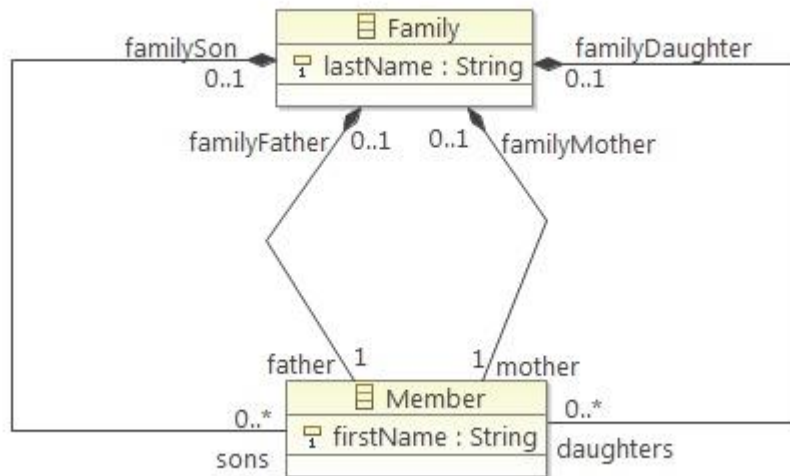 Family
familySon
familyDaughter
lastName : String
0..1
0..1
familyFather
0..1
0..1
familyMother
father
1
1
mother
Member
0..*
0..*
firstName : String
sons
daughters